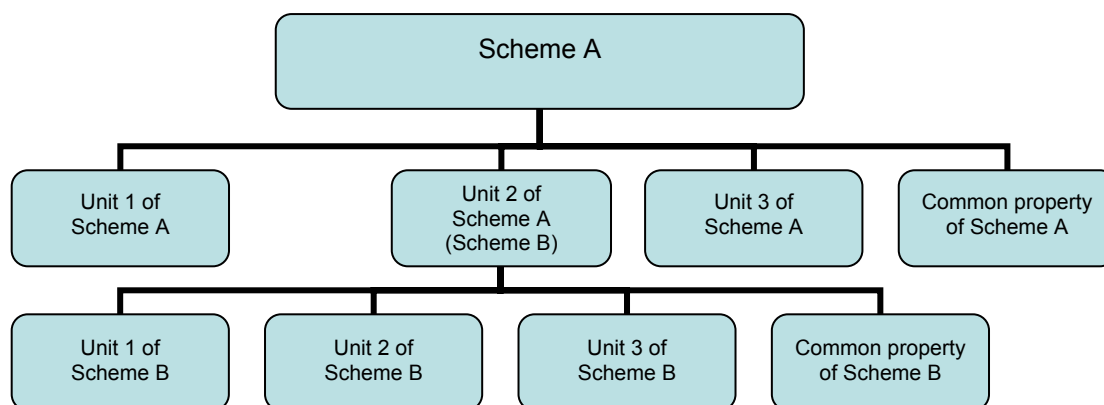 Scheme A
Unit 1 of
Scheme A
Unit 2 of
Scheme A
(Scheme B)
Unit 3 of
Scheme A
Common property
of Scheme A
Unit 1 of
Scheme B
Unit 2 of
Scheme B
Unit 3 of
Scheme B
Common property
of Scheme B